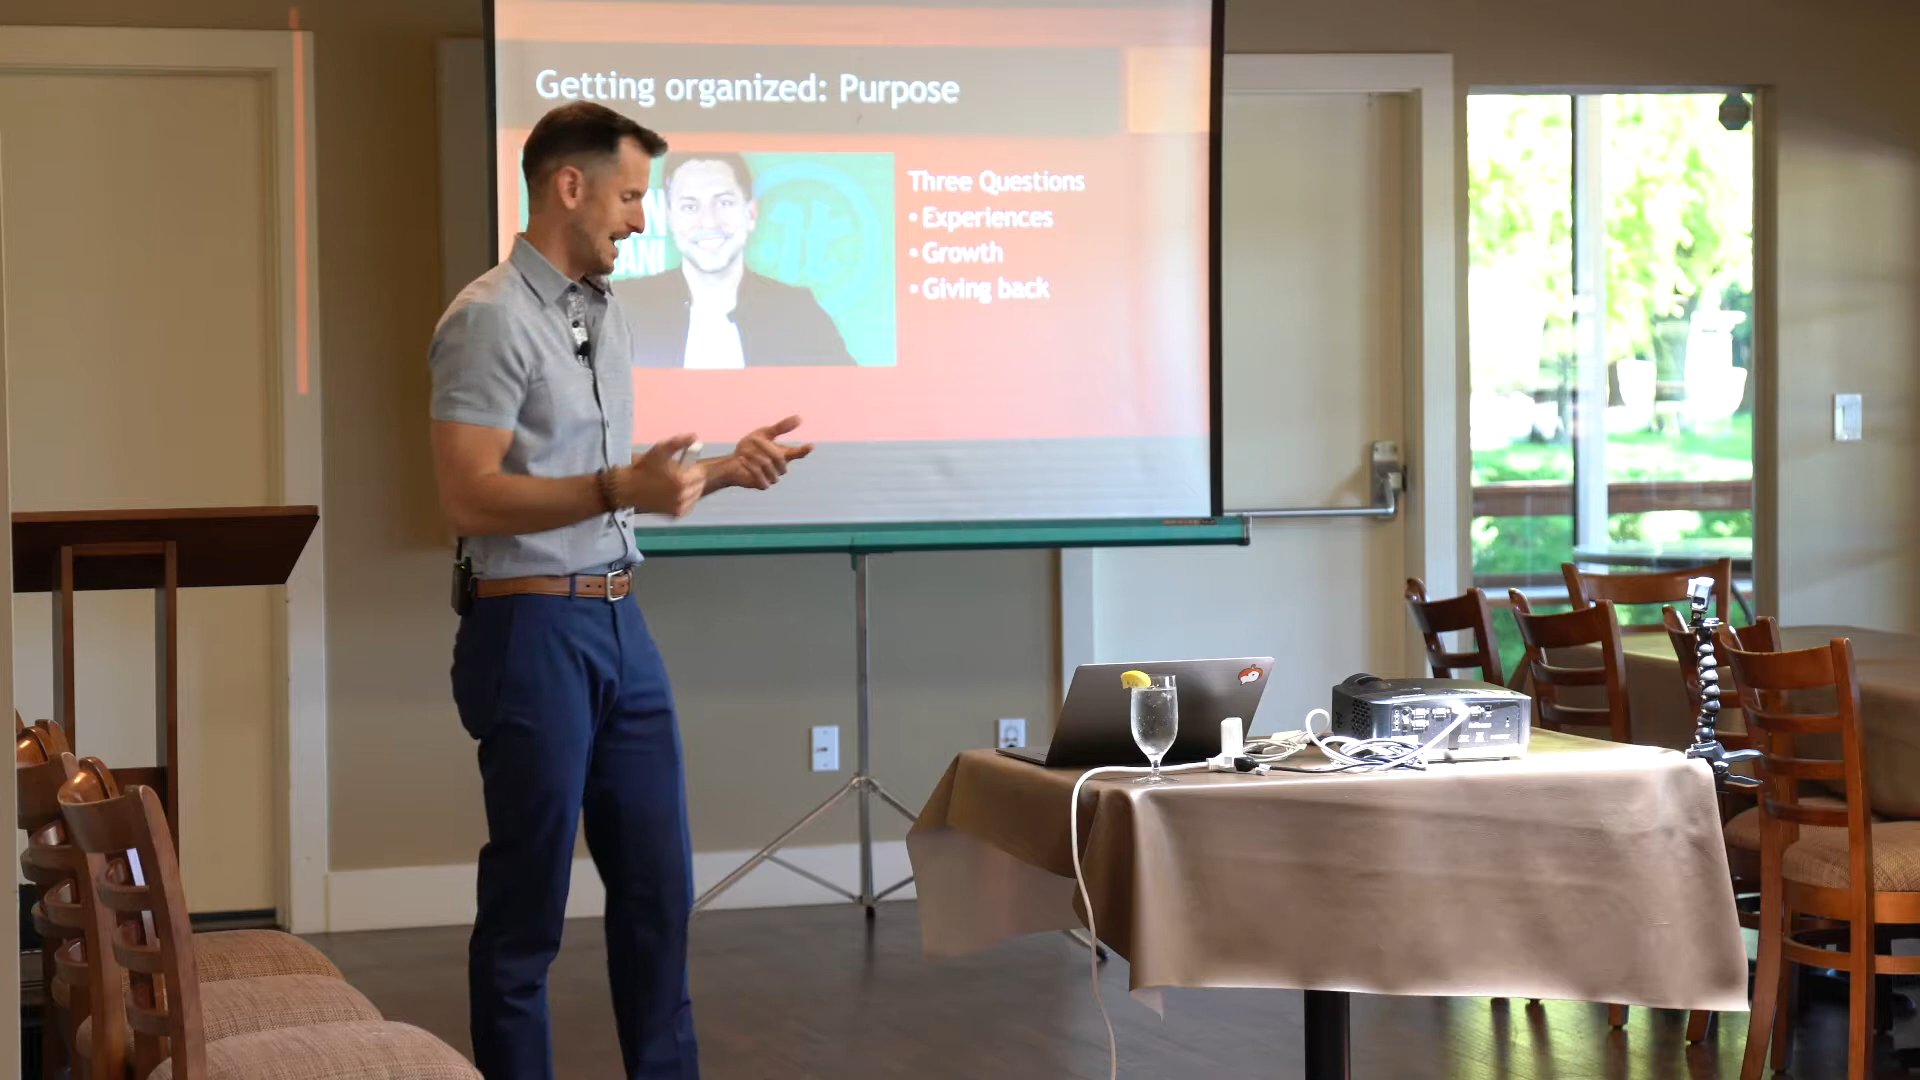 Getting organized: Purpose
Three Questions
• Experiences
• Growth
• Giving back